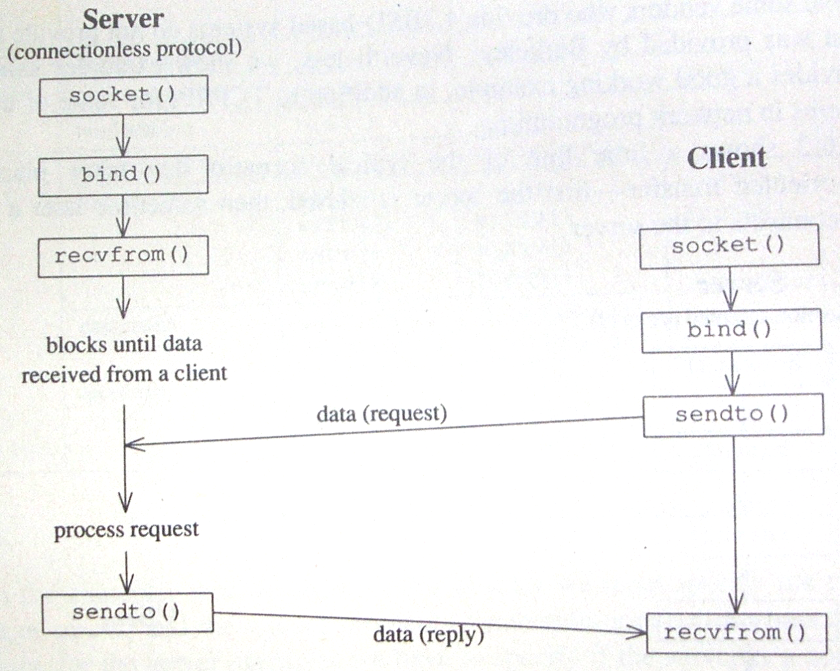 Server
(connectionless protocol)
socket()
bind()
recvfrom()
blocks until data
received from a client
process request
sendto()
Client
socket()
bind()
sendto()
recvfrom()
data (request)
data (reply)